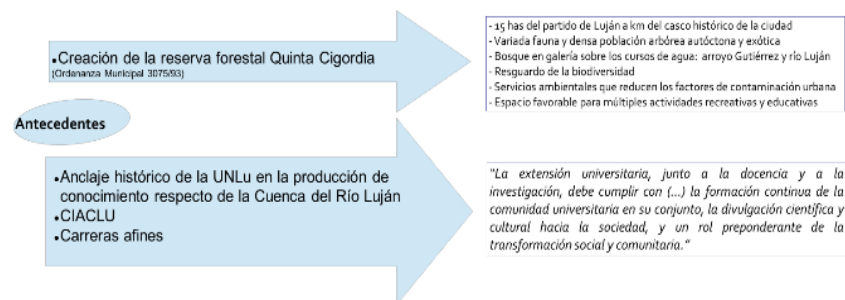 •Creación de la reserva forestal Quinta Cigordia
(Ordenanza Municipal 3075/93)
- 15 has del partido de Luján a km del casco histórico de la ciudad
- Variada fauna y densa población arbórea autóctona y exótica
- Bosque en galería sobre los cursos de agua: arroyo Gutiérrez y río Luján
- Resguardo de la biodiversidad
- Servicios ambientales que reducen los factores de contaminación urbana
- Espacio favorable para múltiples actividades recreativas y educativas
Antecedentes
•Anclaje histórico de la UNLu en la producción de
conocimiento respecto de la Cuenca del Río Luján
•CIACLU
•Carreras afines
"La extensión universitaria, junto a la docencia y a la
investigación, debe cumplir con (...) la formación continua de la
comunidad universitaria en su conjunto, la divulgación científica y
cultural hacia la sociedad, y un rol preponderante de la
transformación social y comunitaria."